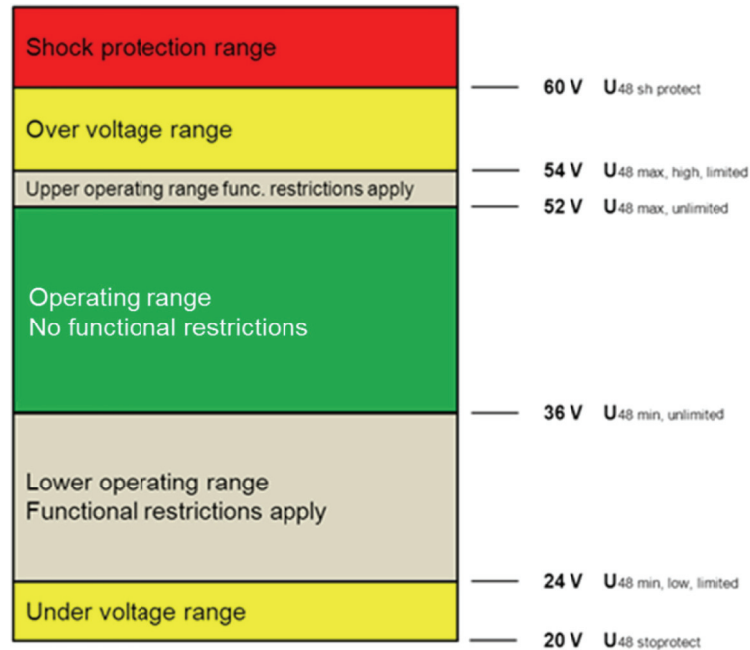 Shock protection range
60 V U48 sh protect
Over voltage range
54 V U48 max, high, limited
Upper operating range func. restrictions apply
52 V U48 max, unlimited
Operating range
No functional restrictions
36 V U48 min, unlimited
Lower operating range
Functional restrictions apply
24 V U48 min, low, limited
Under voltage range
20 V U48 stoprotect